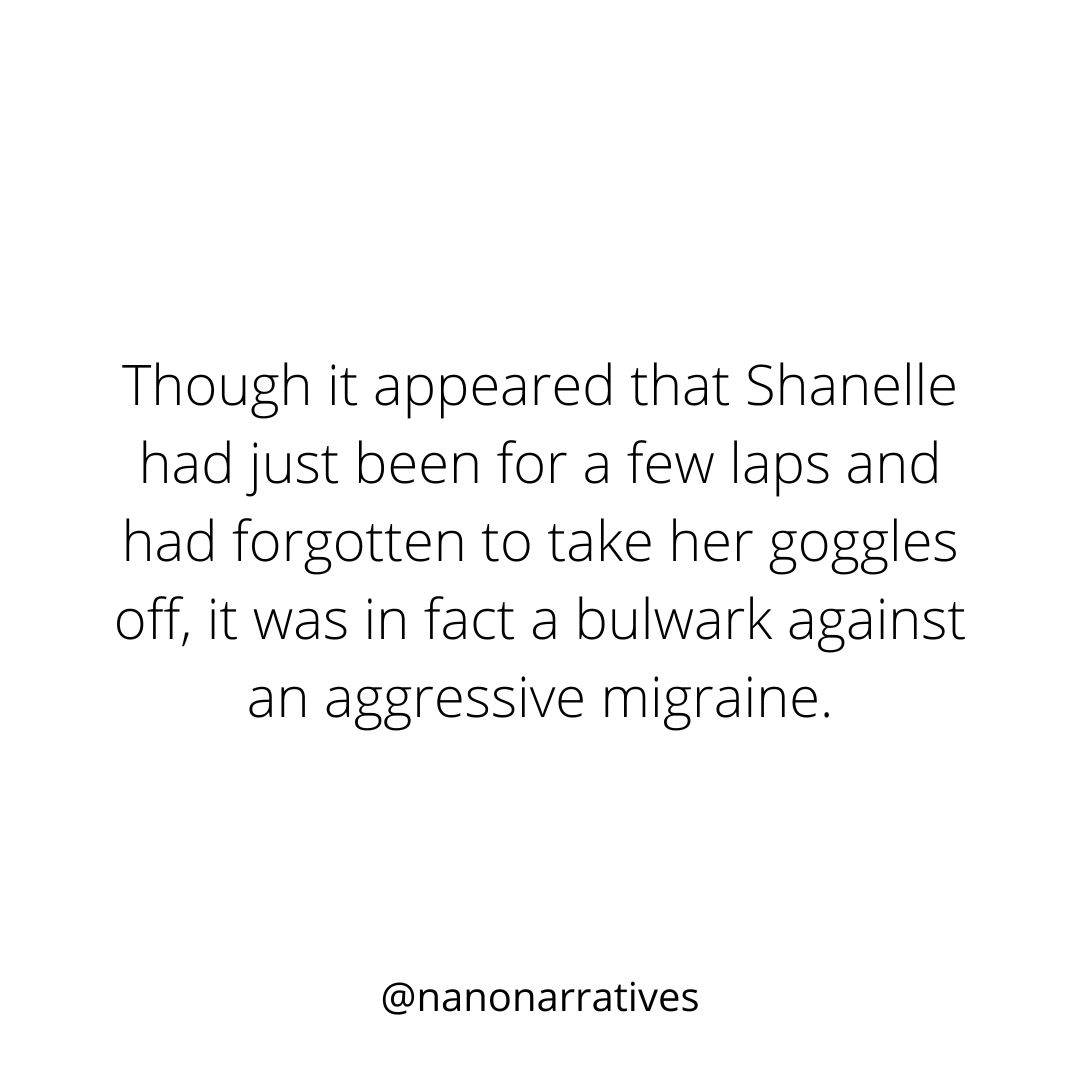 Though it appeared that Shanelle
had just been for a few laps and
had forgotten to take her goggles
off, it was in fact a bulwark against
an aggressive migraine.
@nanonarratives